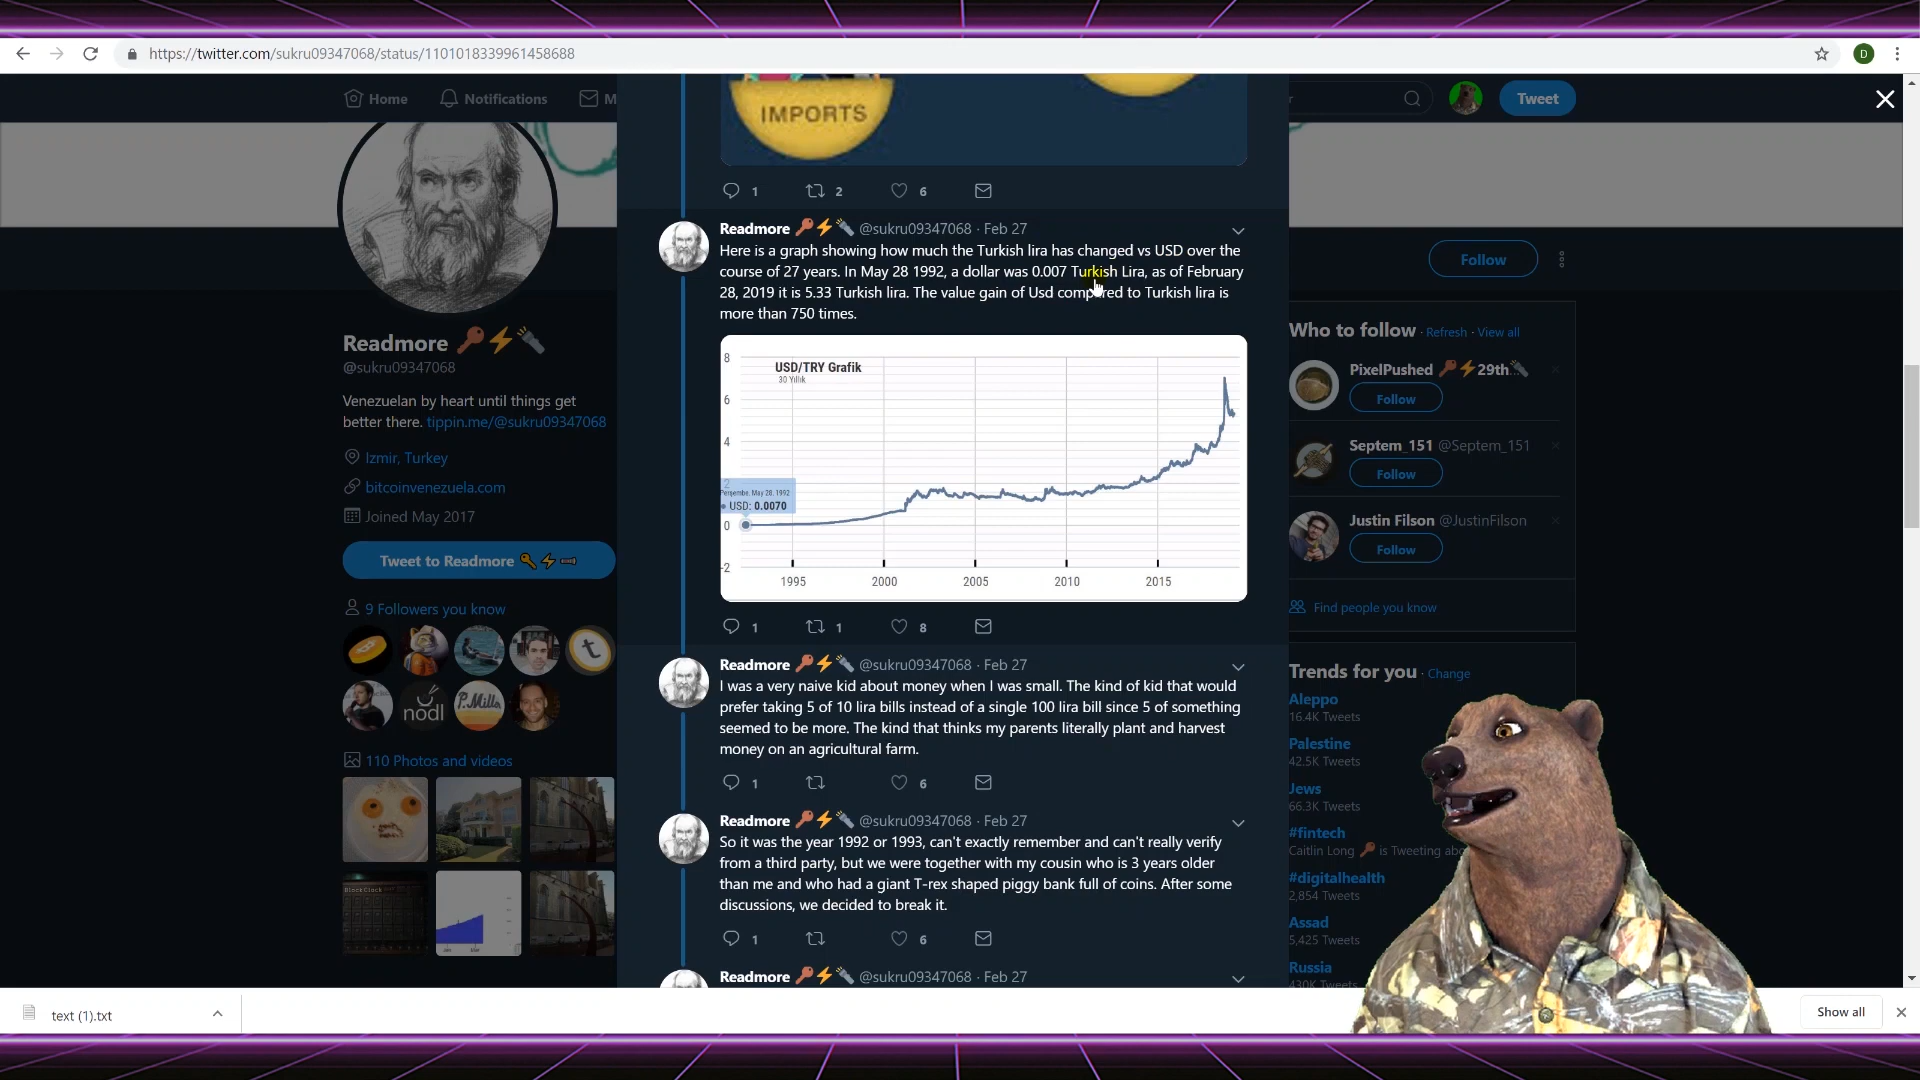 https://twitter.com/sukru09347068/status/1101018339961458688
D
Home
Notifications
M
Tweet
Readmore
@sukru09347068
Venezuelan by heart until things get
better there. tippin.me/@sukru09347068
Izmir, Turkey
bitcoinvenezuela.com
Joined May 2017
Tweet to Readmore
9 Followers you know
nodl
P.Miller
110 Photos and videos
IMPORTS
1 2 6
Readmore @sukru09347068 · Feb 27
Here is a graph showing how much the Turkish lira has changed vs USD over the
course of 27 years. In May 28 1992, a dollar was 0.007 Turkish Lira, as of February
28, 2019 it is 5.33 Turkish lira. The value gain of Usd compared to Turkish lira is
more than 750 times.
USD/TRY Grafik
30 Yıllık
8
6
4
2
0
-2
Perşembe, May 28, 1992
USD: 0.0070
1995 2000 2005 2010 2015
1 1 8
Readmore @sukru09347068 · Feb 27
I was a very naive kid about money when I was small. The kind of kid that would
prefer taking 5 of 10 lira bills instead of a single 100 lira bill since 5 of something
seemed to be more. The kind that thinks my parents literally plant and harvest
money on an agricultural farm.
1 6
Readmore @sukru09347068 · Feb 27
So it was the year 1992 or 1993, can't exactly remember and can't really verify
from a third party, but we were together with my cousin who is 3 years older
than me and who had a giant T-rex shaped piggy bank full of coins. After some
discussions, we decided to break it.
1 6
Readmore @sukru09347068 · Feb 27
Follow
Who to follow · Refresh · View all
PixelPushed 29th
Follow
Septem_151 @Septem_151
Follow
Justin Filson @JustinFilson
Follow
Find people you know
Trends for you · Change
Aleppo
16.4K Tweets
Palestine
42.5K Tweets
Jews
66.3K Tweets
#fintech
Caitlin Long is Tweeting abo
#digitalhealth
2,854 Tweets
Assad
5,425 Tweets
Russia
430K Tweets
text (1).txt
Show all